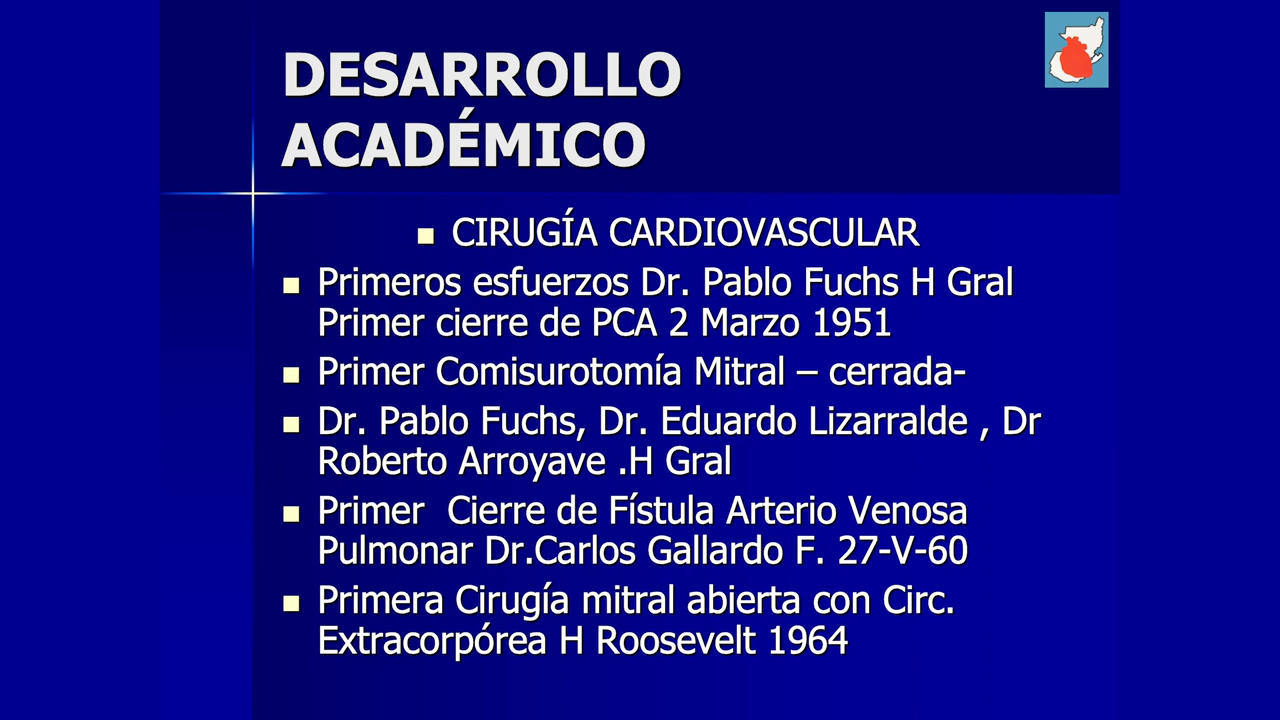 DESARROLLO
ACADÉMICO
CIRUGÍA CARDIOVASCULAR
Primeros esfuerzos Dr. Pablo Fuchs H Gral
Primer cierre de PCA 2 Marzo 1951
Primer Comisurotomía Mitral – cerrada-
Dr. Pablo Fuchs, Dr. Eduardo Lizarralde , Dr
Roberto Arroyave .H Gral
Primer  Cierre de Fístula Arterio Venosa
Pulmonar Dr.Carlos Gallardo F. 27-V-60
Primera Cirugía mitral abierta con Circ.
Extracorpórea H Roosevelt 1964